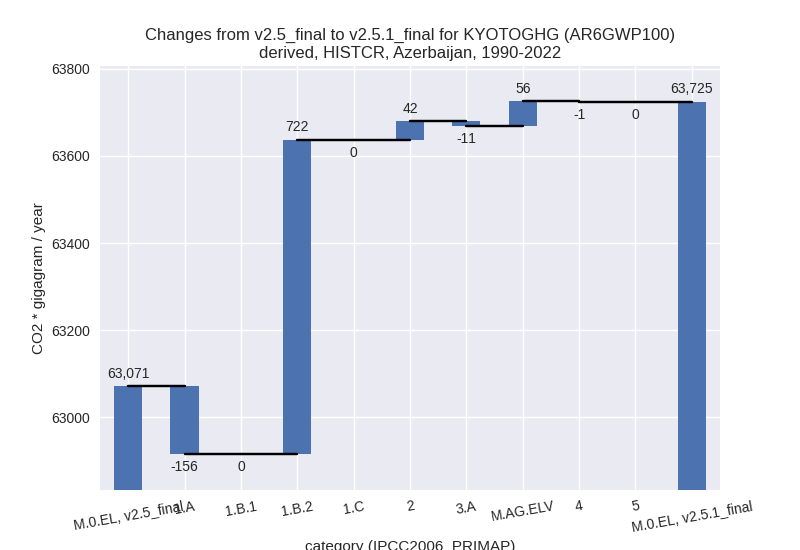 Changes from v2.5_final to v2.5.1_final for KYOTOGHG (AR6GWP100)
derived, HISTCR, Azerbaijan, 1990-2022
CO2 * gigagram / year
63800
63600
63400
63200
63000
63,071
-156
0
722
0
42
-11
56
-1
0
63,725
M.0.EL, v2.5_final
1.A
1.B.1
1.B.2
1.C
2
3.A
M.AG.ELV
4
5
M.0.EL, v2.5.1_final
category (IPCC2006_PRIMAP)